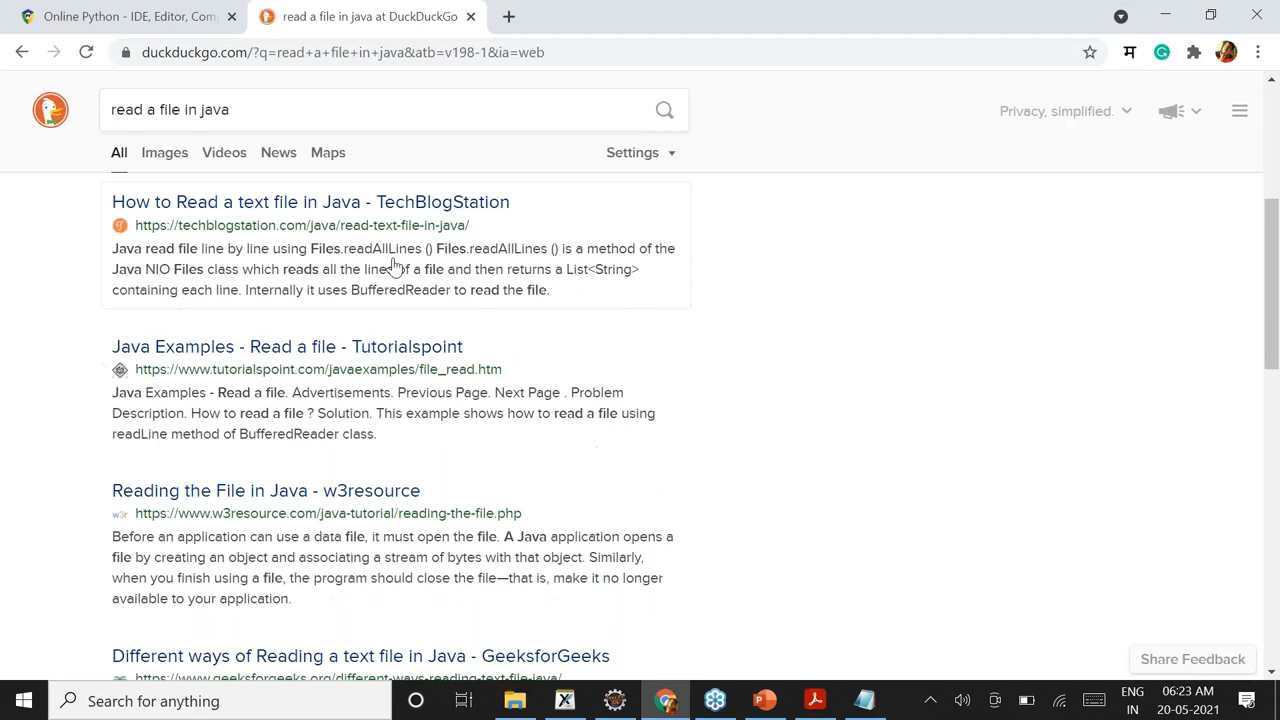 Online Python - IDE, Editor, Com
read a file in java at DuckDuckGo
duckduckgo.com/?q=read+a+file+in+java&atb=v198-1&ia=web
म
read a file in java
Privacy, simplified.
All Images Videos News Maps
Settings
How to Read a text file in Java - TechBlogStation
https://techblogstation.com/java/read-text-file-in-java/
Java read file line by line using Files.readAllLines () Files.readAllLines () is a method of the
Java NIO Files class which reads all the lines of a file and then returns a List<String>
containing each line. Internally it uses BufferedReader to read the file.
Java Examples - Read a file - Tutorialspoint
https://www.tutorialspoint.com/javaexamples/file_read.htm
Java Examples - Read a file. Advertisements. Previous Page. Next Page . Problem
Description. How to read a file ? Solution. This example shows how to read a file using
readLine method of BufferedReader class.
Reading the File in Java - w3resource
w3r https://www.w3resource.com/java-tutorial/reading-the-file.php
Before an application can use a data file, it must open the file. A Java application opens a
file by creating an object and associating a stream of bytes with that object. Similarly,
when you finish using a file, the program should close the file—that is, make it no longer
available to your application.
Different ways of Reading a text file in Java - GeeksforGeeks
https://www.geeksforgeeks.org/different-ways-reading-text-file-java/
Share Feedback
Search for anything
ENG
IN
06:23 AM
20-05-2021